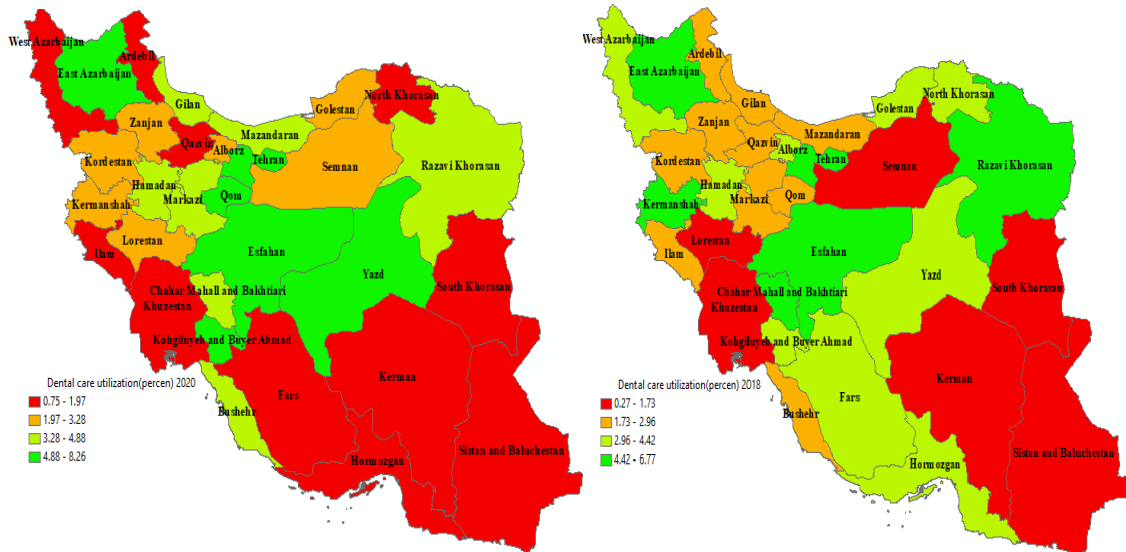 West Azarbaijan
Ardebil
East Azarbaijan
Gilan
Golestan
North Khorasan
Zanjan
Mazandaran
Qazvin
Alborz
Tehran
Semnan
Razavi Khorasan
Kordestan
Hamadan
Markazi
Qom
Kermanshah
Lorestan
Ilam
Esfahan
Yazd
South Khorasan
Chahar Mahall and Bakhtiari
Khuzestan
Kohgiluyeh and Buyer Ahmad
Kerman
Fars
Bushehr
Sistan and Baluchestan
Hormozgan
Dental care utilization(percen) 2020
0.75 - 1.97
1.97 - 3.28
3.28 - 4.88
4.88 - 8.26
West Azarbaijan
Ardebil
East Azarbaijan
North Khorasan
Gilan
Golestan
Zanjan
Mazandaran
Qazvin
Alborz
Tehran
Semnan
Razavi Khorasan
Kordestan
Hamadan
Markazi
Qom
Kermanshah
Lorestan
Ilam
Esfahan
Yazd
Chahar Mahall and Bakhtiari
South Khorasan
Khuzestan
Kohgiluyeh and Buyer Ahmad
Kerman
Fars
Bushehr
Sistan and Baluchestan
Hormozgan
Dental care utilization(percen) 2018
0.27 - 1.73
1.73 - 2.96
2.96 - 4.42
4.42 - 6.77